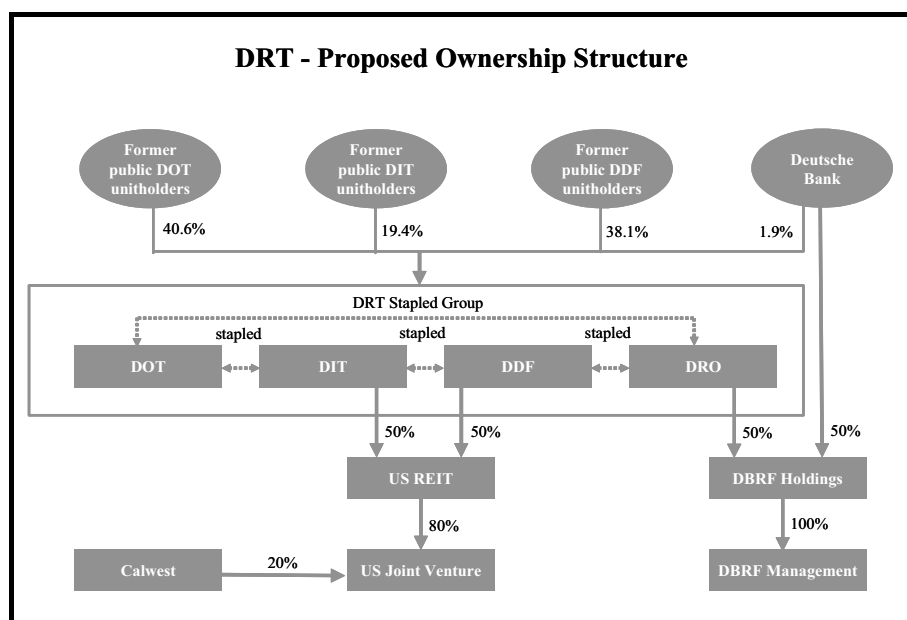 DRT - Proposed Ownership Structure
Former
public DOT
unitholders
Former
public DIT
unitholders
Former
public DDF
unitholders
Deutsche
Bank
40.6%
19.4%
38.1%
1.9%
DRT Stapled Group
stapled
stapled
stapled
DOT
DIT
DDF
DRO
50%
50%
50%
50%
US REIT
DBRF Holdings
80%
100%
Calwest
20%
US Joint Venture
DBRF Management